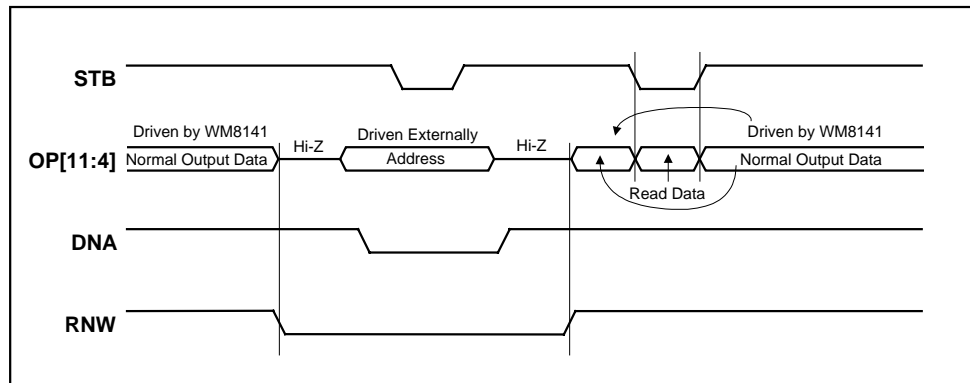 STB
Driven by WM8141
Hi-Z
Driven Externally
Hi-Z
Driven by WM8141
OP[11:4]
Normal Output Data
Address
Normal Output Data
Read Data
DNA
RNW